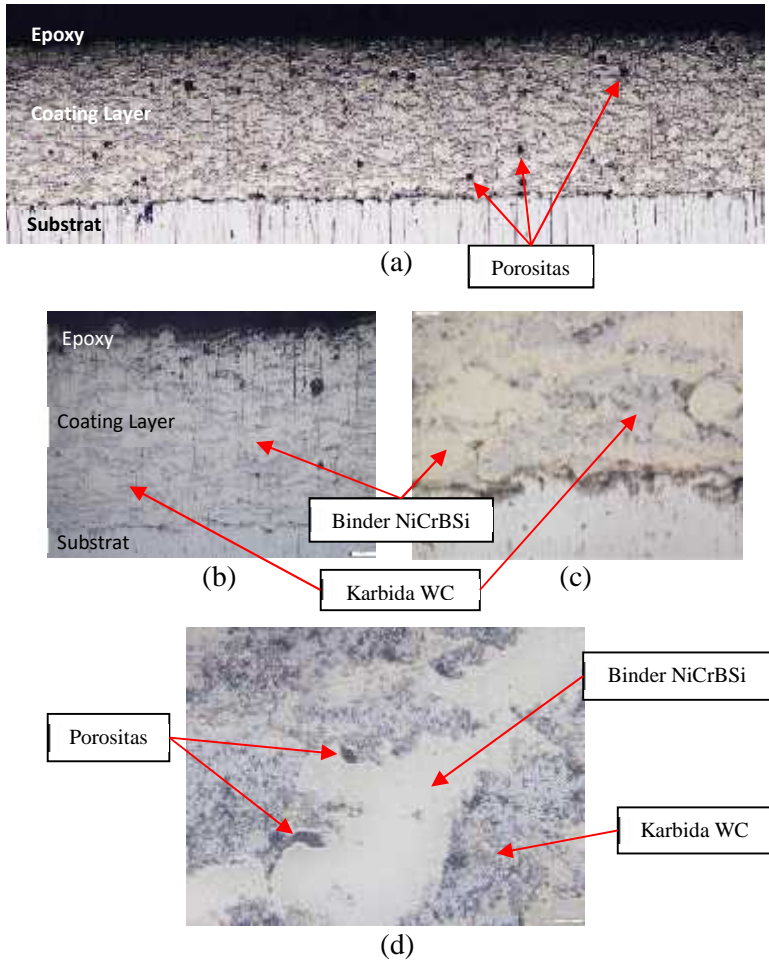 Epoxy
Coating Layer
Substrat
Porositas
(a)
Epoxy
Coating Layer
Substrat
Binder NiCrBSi
(b)
(c)
Karbida WC
Binder NiCrBSi
Porositas
Karbida WC
(d)